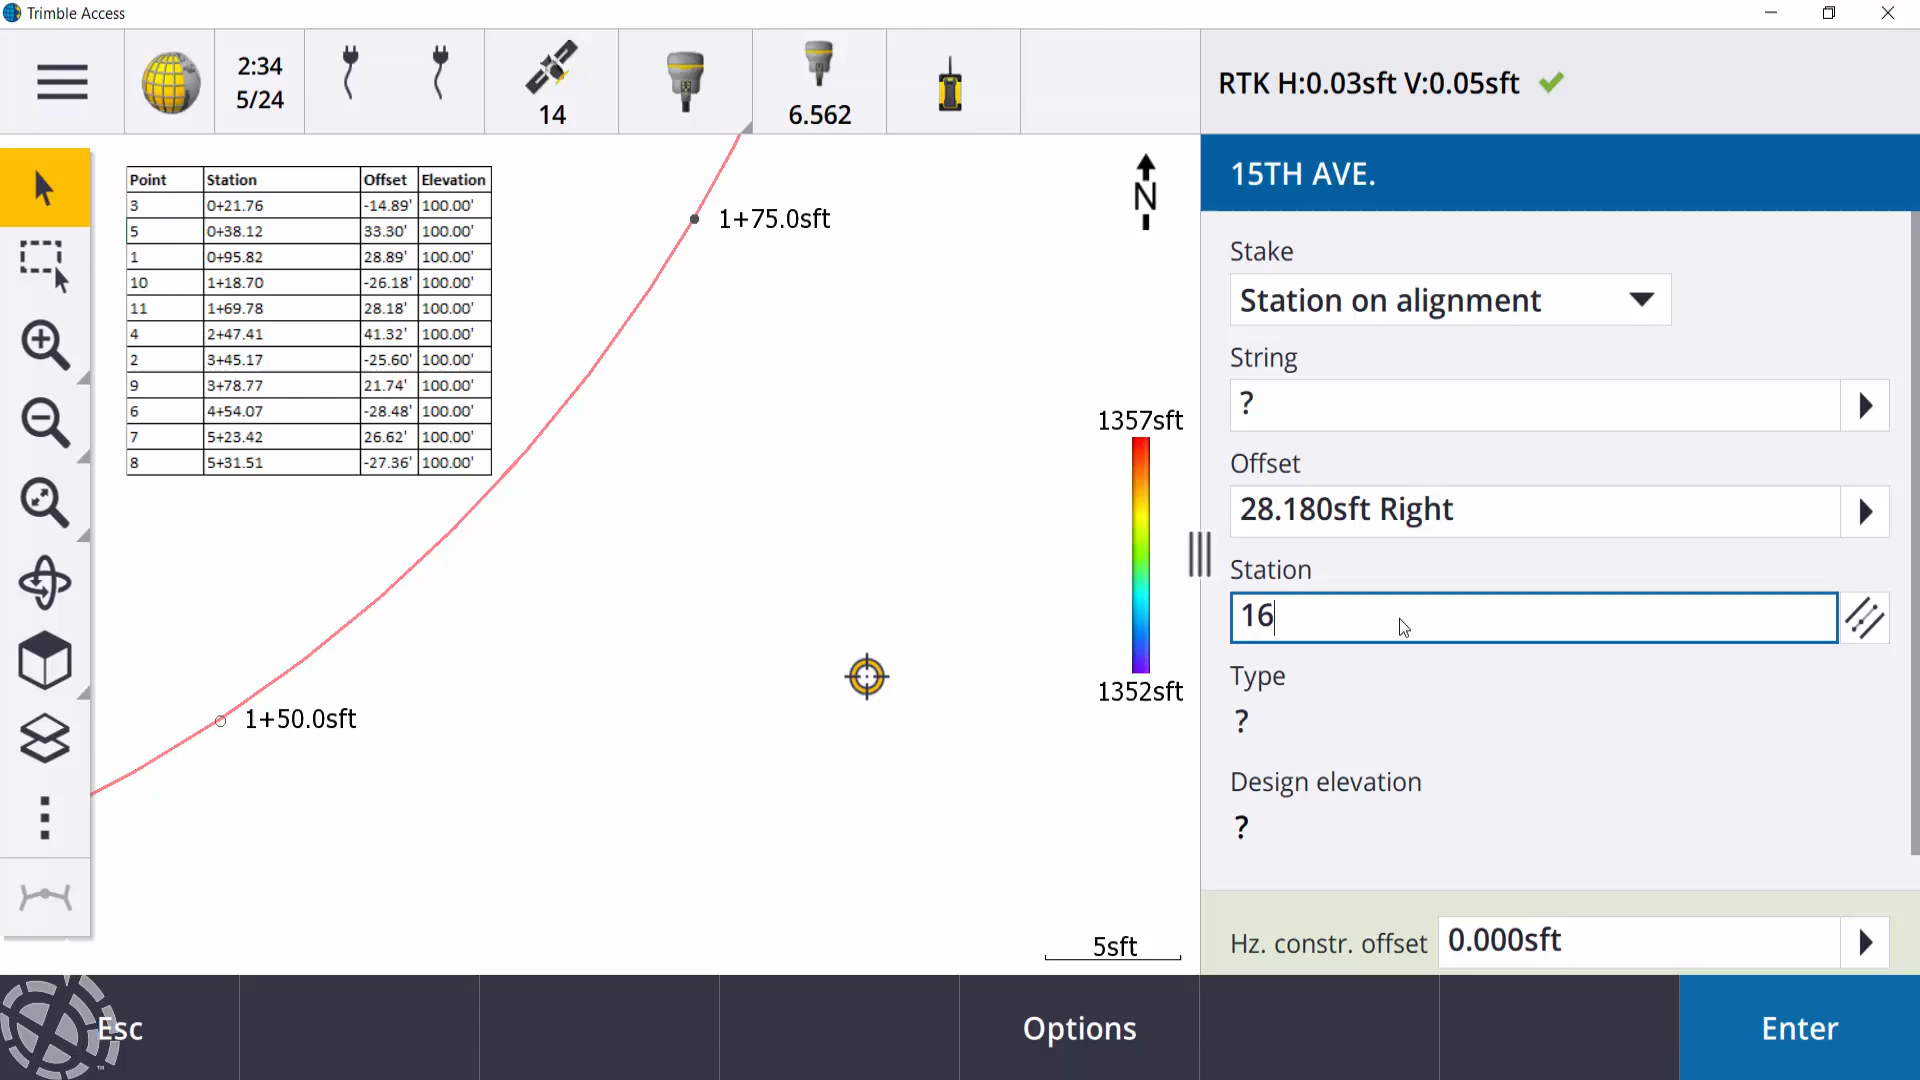 Trimble Access
2:34
5/24
14
6.562
RTK H:0.03sft V:0.05sft
Point Station Offset Elevation
3 0+21.76 -14.89' 100.00'
5 0+38.12 33.30' 100.00'
1 0+95.82 28.89' 100.00'
10 1+18.70 -26.18' 100.00'
11 1+69.78 28.18' 100.00'
4 2+47.41 41.32' 100.00'
2 3+45.17 -25.60' 100.00'
9 3+78.77 21.74' 100.00'
6 4+54.07 -28.48' 100.00'
7 5+23.42 26.62' 100.00'
8 5+31.51 -27.36' 100.00'
1+75.0sft
N
1357sft
1352sft
1+50.0sft
5sft
15TH AVE.
Stake
Station on alignment
String
?
Offset
28.180sft Right
Station
16
Type
?
Design elevation
?
Hz. constr. offset 0.000sft
Esc
Options
Enter